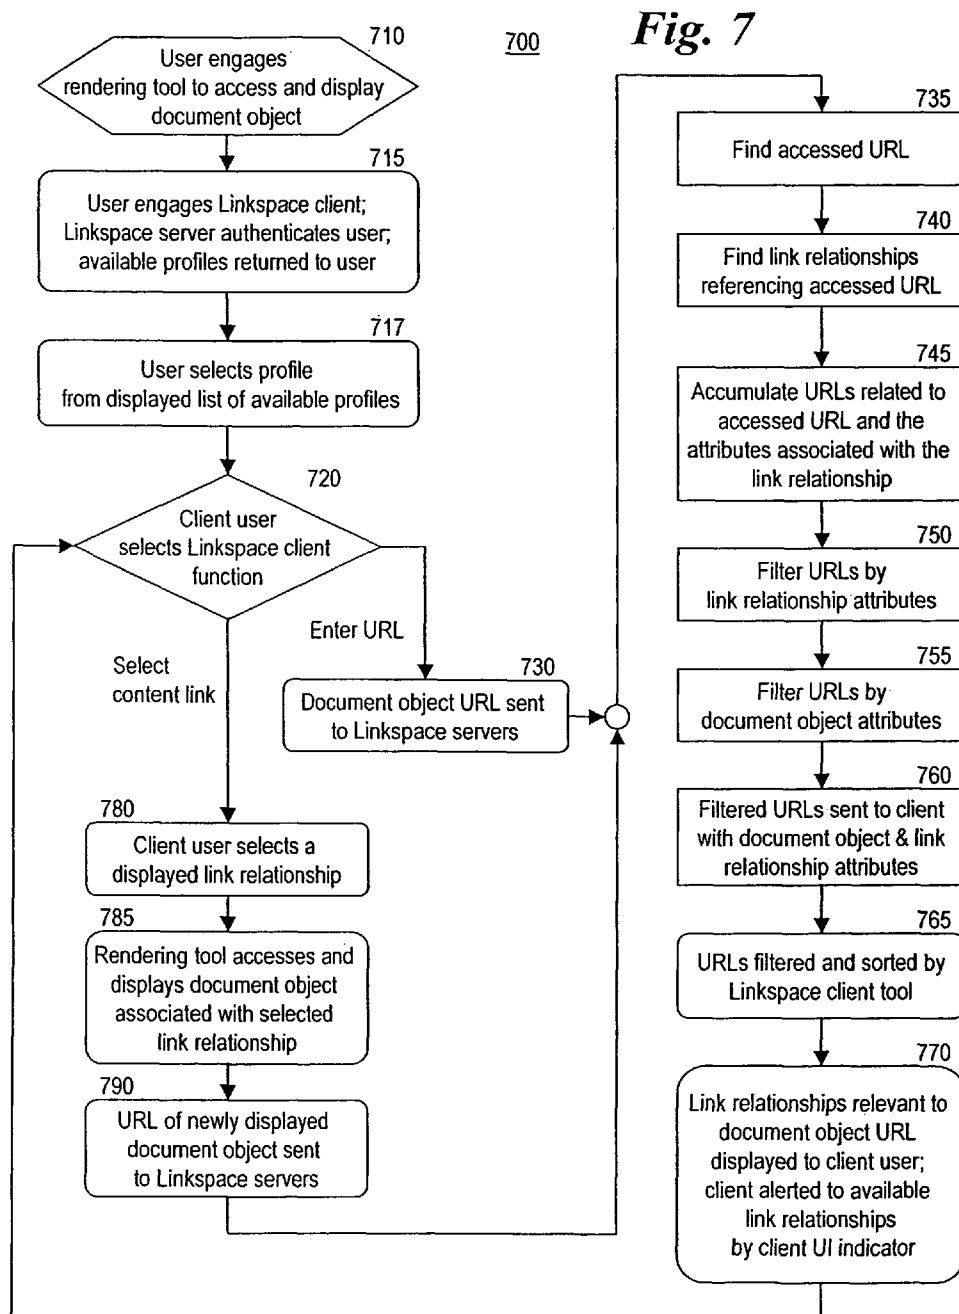 700
Fig. 7
710
User engages
rendering tool to access and display
document object
715
User engages Linkspace client;
Linkspace server authenticates user;
available profiles returned to user
717
User selects profile
from displayed list of available profiles
720
Client user
selects Linkspace client
function
Enter URL
Select
content link
730
Document object URL sent
to Linkspace servers
780
Client user selects a
displayed link relationship
785
Rendering tool accesses and
displays document object
associated with selected
link relationship
790
URL of newly displayed
document object sent
to Linkspace servers
735
Find accessed URL
740
Find link relationships
referencing accessed URL
745
Accumulate URLs related to
accessed URL and the
attributes associated with the
link relationship
750
Filter URLs by
link relationship attributes
755
Filter URLs by
document object attributes
760
Filtered URLs sent to client
with document object & link
relationship attributes
765
URLs filtered and sorted by
Linkspace client tool
770
Link relationships relevant to
document object URL
displayed to client user;
client alerted to available
link relationships
by client UI indicator